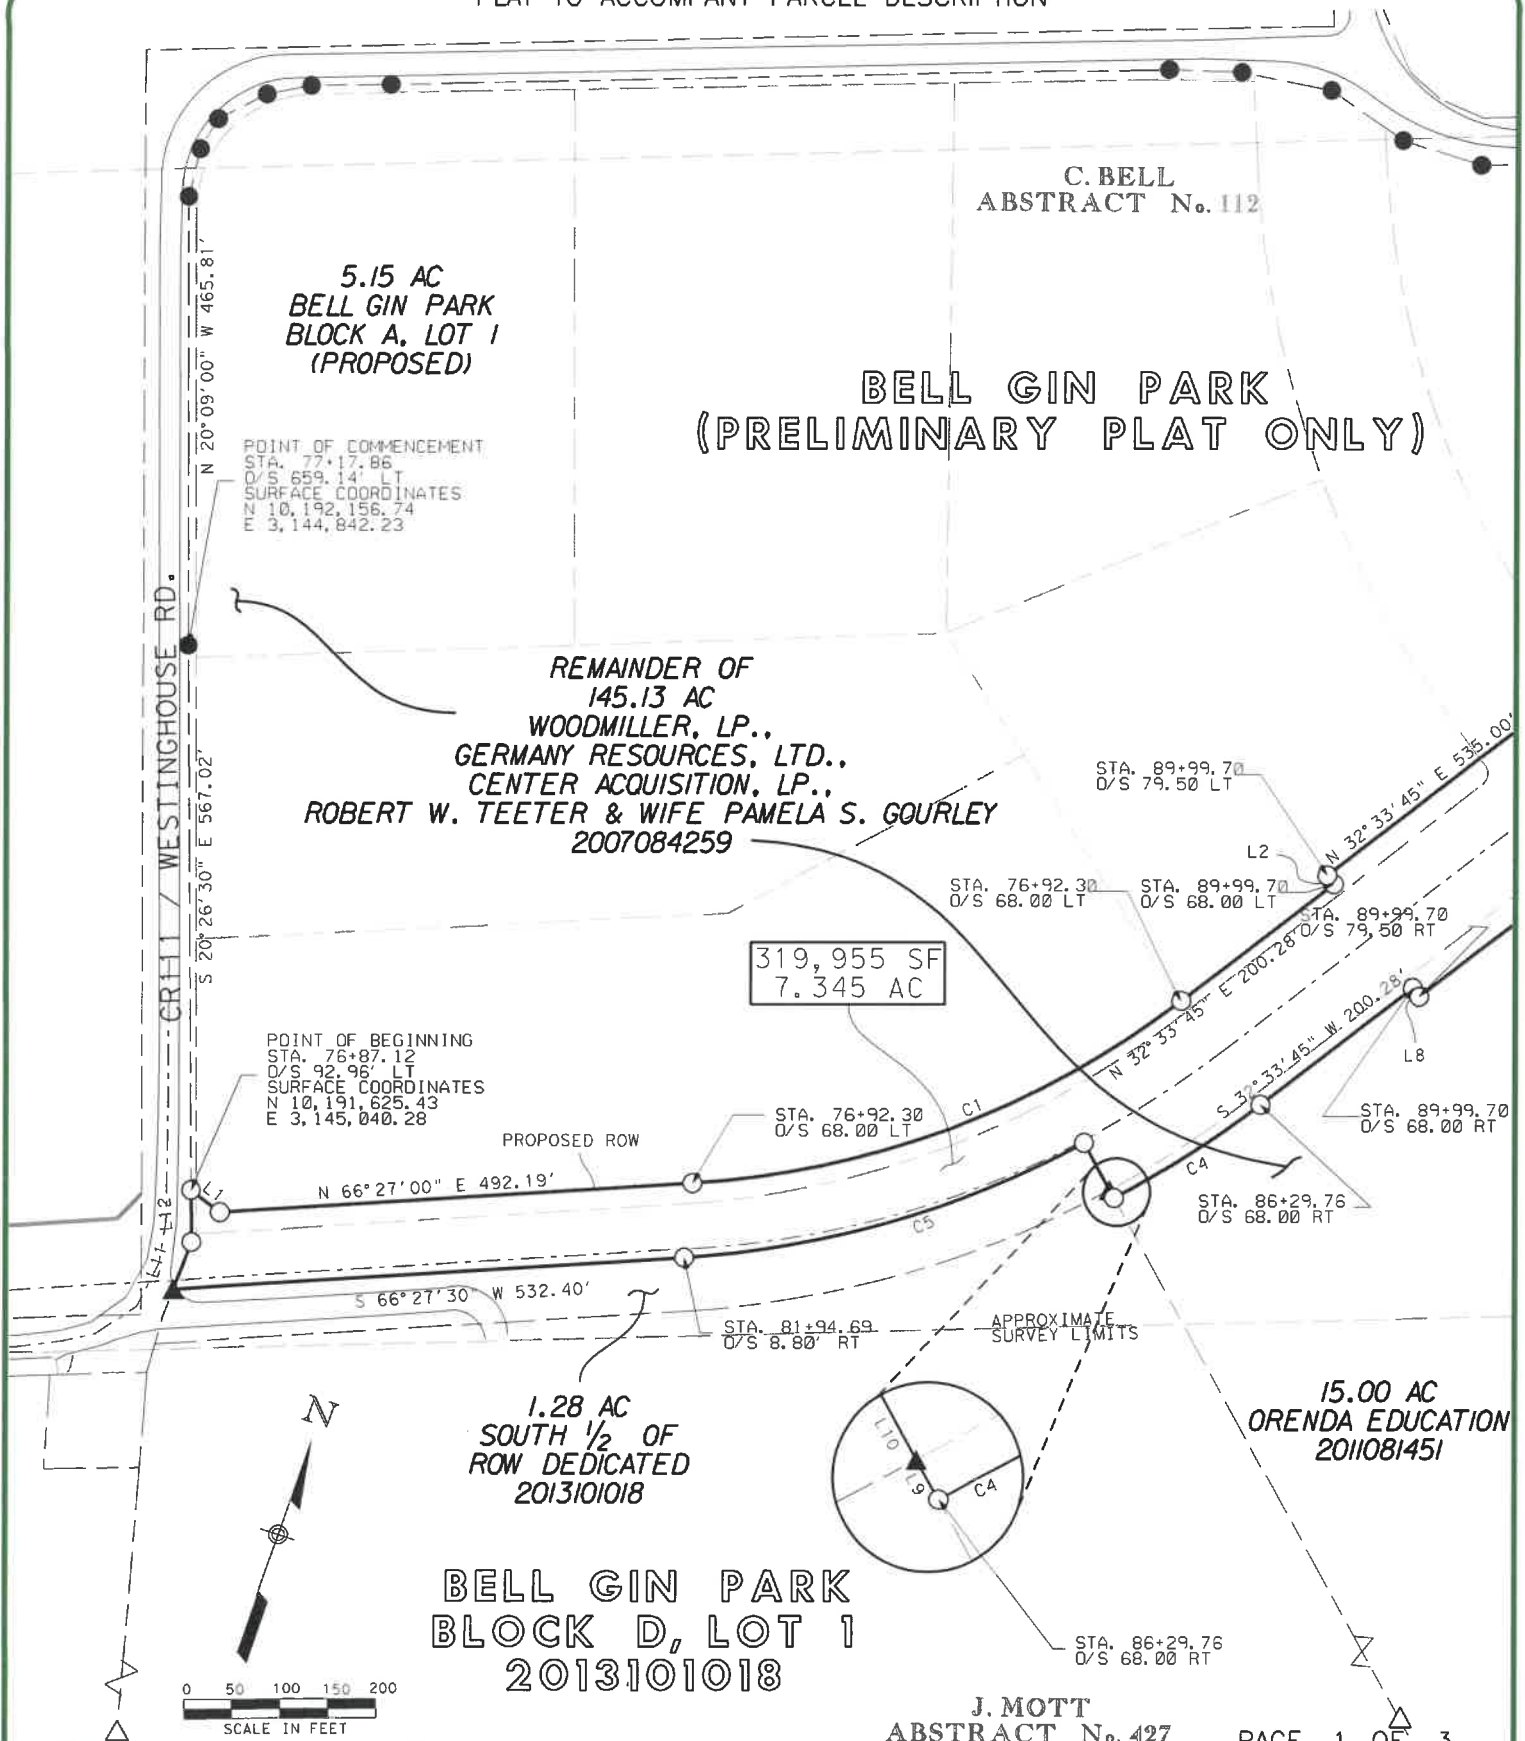 PLAT TO ACCOMPANY PARCEL DESCRIPTION
C. BELL
ABSTRACT No. 112
5.15 AC
BELL GIN PARK
BLOCK A, LOT 1
(PROPOSED)
N 20°09'00" W 465.81'
BELL GIN PARK
(PRELIMINARY PLAT ONLY)
POINT OF COMMENCEMENT
STA. 77+17.86
O/S 659.14' LT
SURFACE COORDINATES
N 10,192,156.74
E 3,144,842.23
CR111 / WESTINGHOUSE RD.
REMAINDER OF
145.13 AC
WOODMILLER, LP.,
GERMANY RESOURCES, LTD.,
CENTER ACQUISITION, LP.,
ROBERT W. TEETER & WIFE PAMELA S. GOURLEY
2007084259
S 20°26'30" E 567.02'
N 32°33'45" E 535.00'
STA. 89+99.70
O/S 79.50 LT
L2
STA. 76+92.30
O/S 68.00 LT
STA. 89+99.70
O/S 68.00 LT
STA. 89+99.70
O/S 79.50 RT
319,955 SF
7.345 AC
N 32°33'45" E 200.28'
S 32°33'45" W 200.28'
L8
POINT OF BEGINNING
STA. 76+87.12
O/S 92.96' LT
SURFACE COORDINATES
N 10,191,625.43
E 3,145,040.28
C1
STA. 76+92.30
O/S 68.00 LT
STA. 89+99.70
O/S 68.00 RT
PROPOSED ROW
L1
N 66°27'00" E 492.19'
C4
STA. 86+29.76
O/S 68.00 RT
C5
L12
L11
S 66°27'30" W 532.40'
STA. 81+94.69
O/S 8.80' RT
APPROXIMATE
SURVEY LIMITS
1.28 AC
SOUTH 1/2 OF
ROW DEDICATED
2013101018
15.00 AC
ORENDA EDUCATION
2011081451
N
L10
L9
C4
BELL GIN PARK
BLOCK D, LOT 1
2013101018
STA. 86+29.76
O/S 68.00 RT
0 50 100 150 200
SCALE IN FEET
J. MOTT
ABSTRACT No. 427
PAGE 1 OF 3